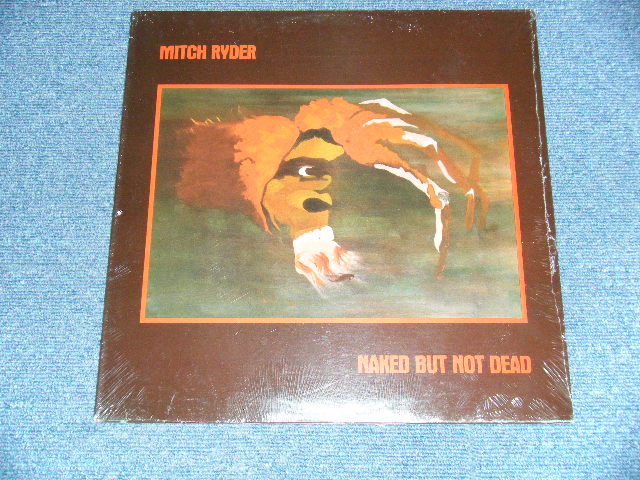 MITCH RYDER
NAKED BUT NOT DEAD